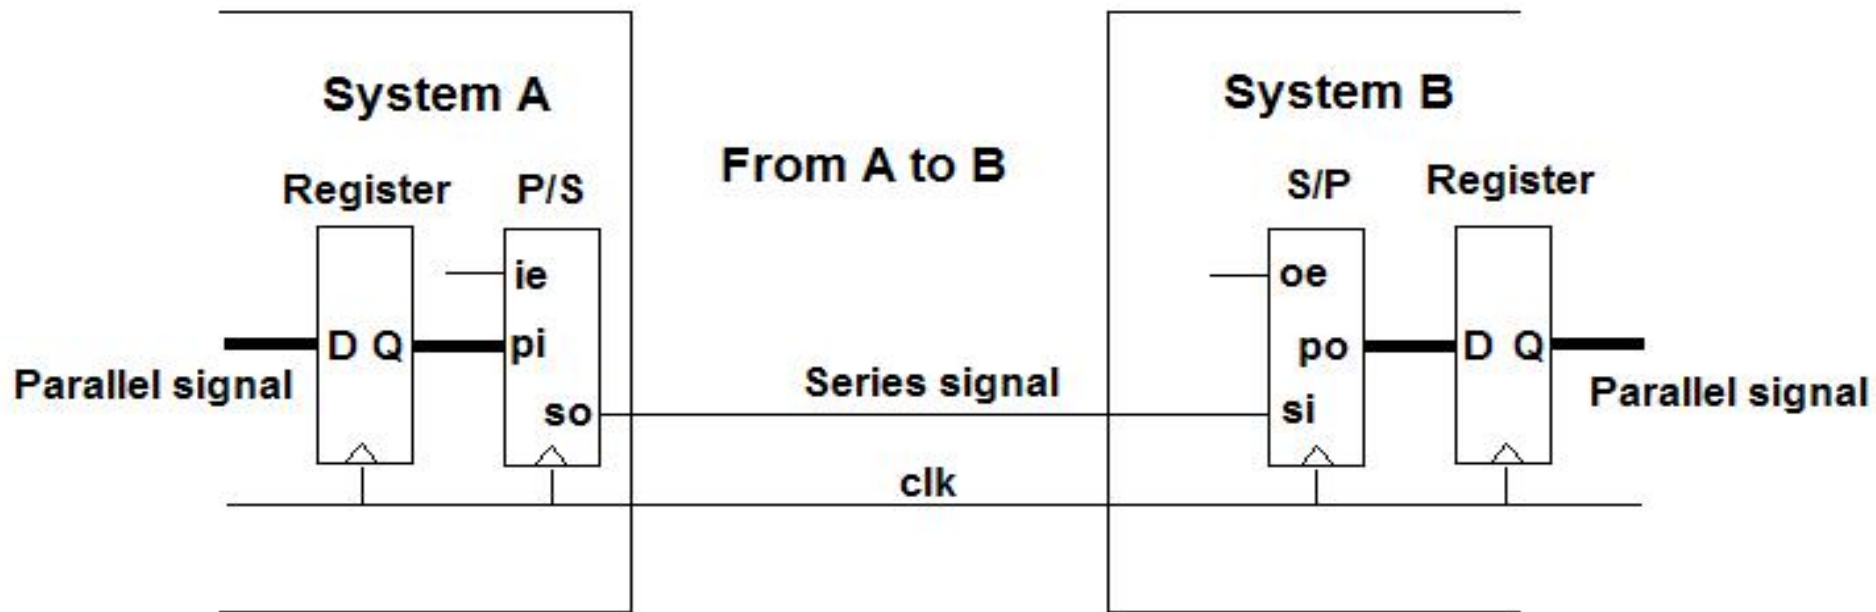 System A
System B
From A to B
Register
P/S
S/P
Register
ie
oe
D Q
pi
po
D Q
Parallel signal
Series signal
Parallel signal
so
si
clk